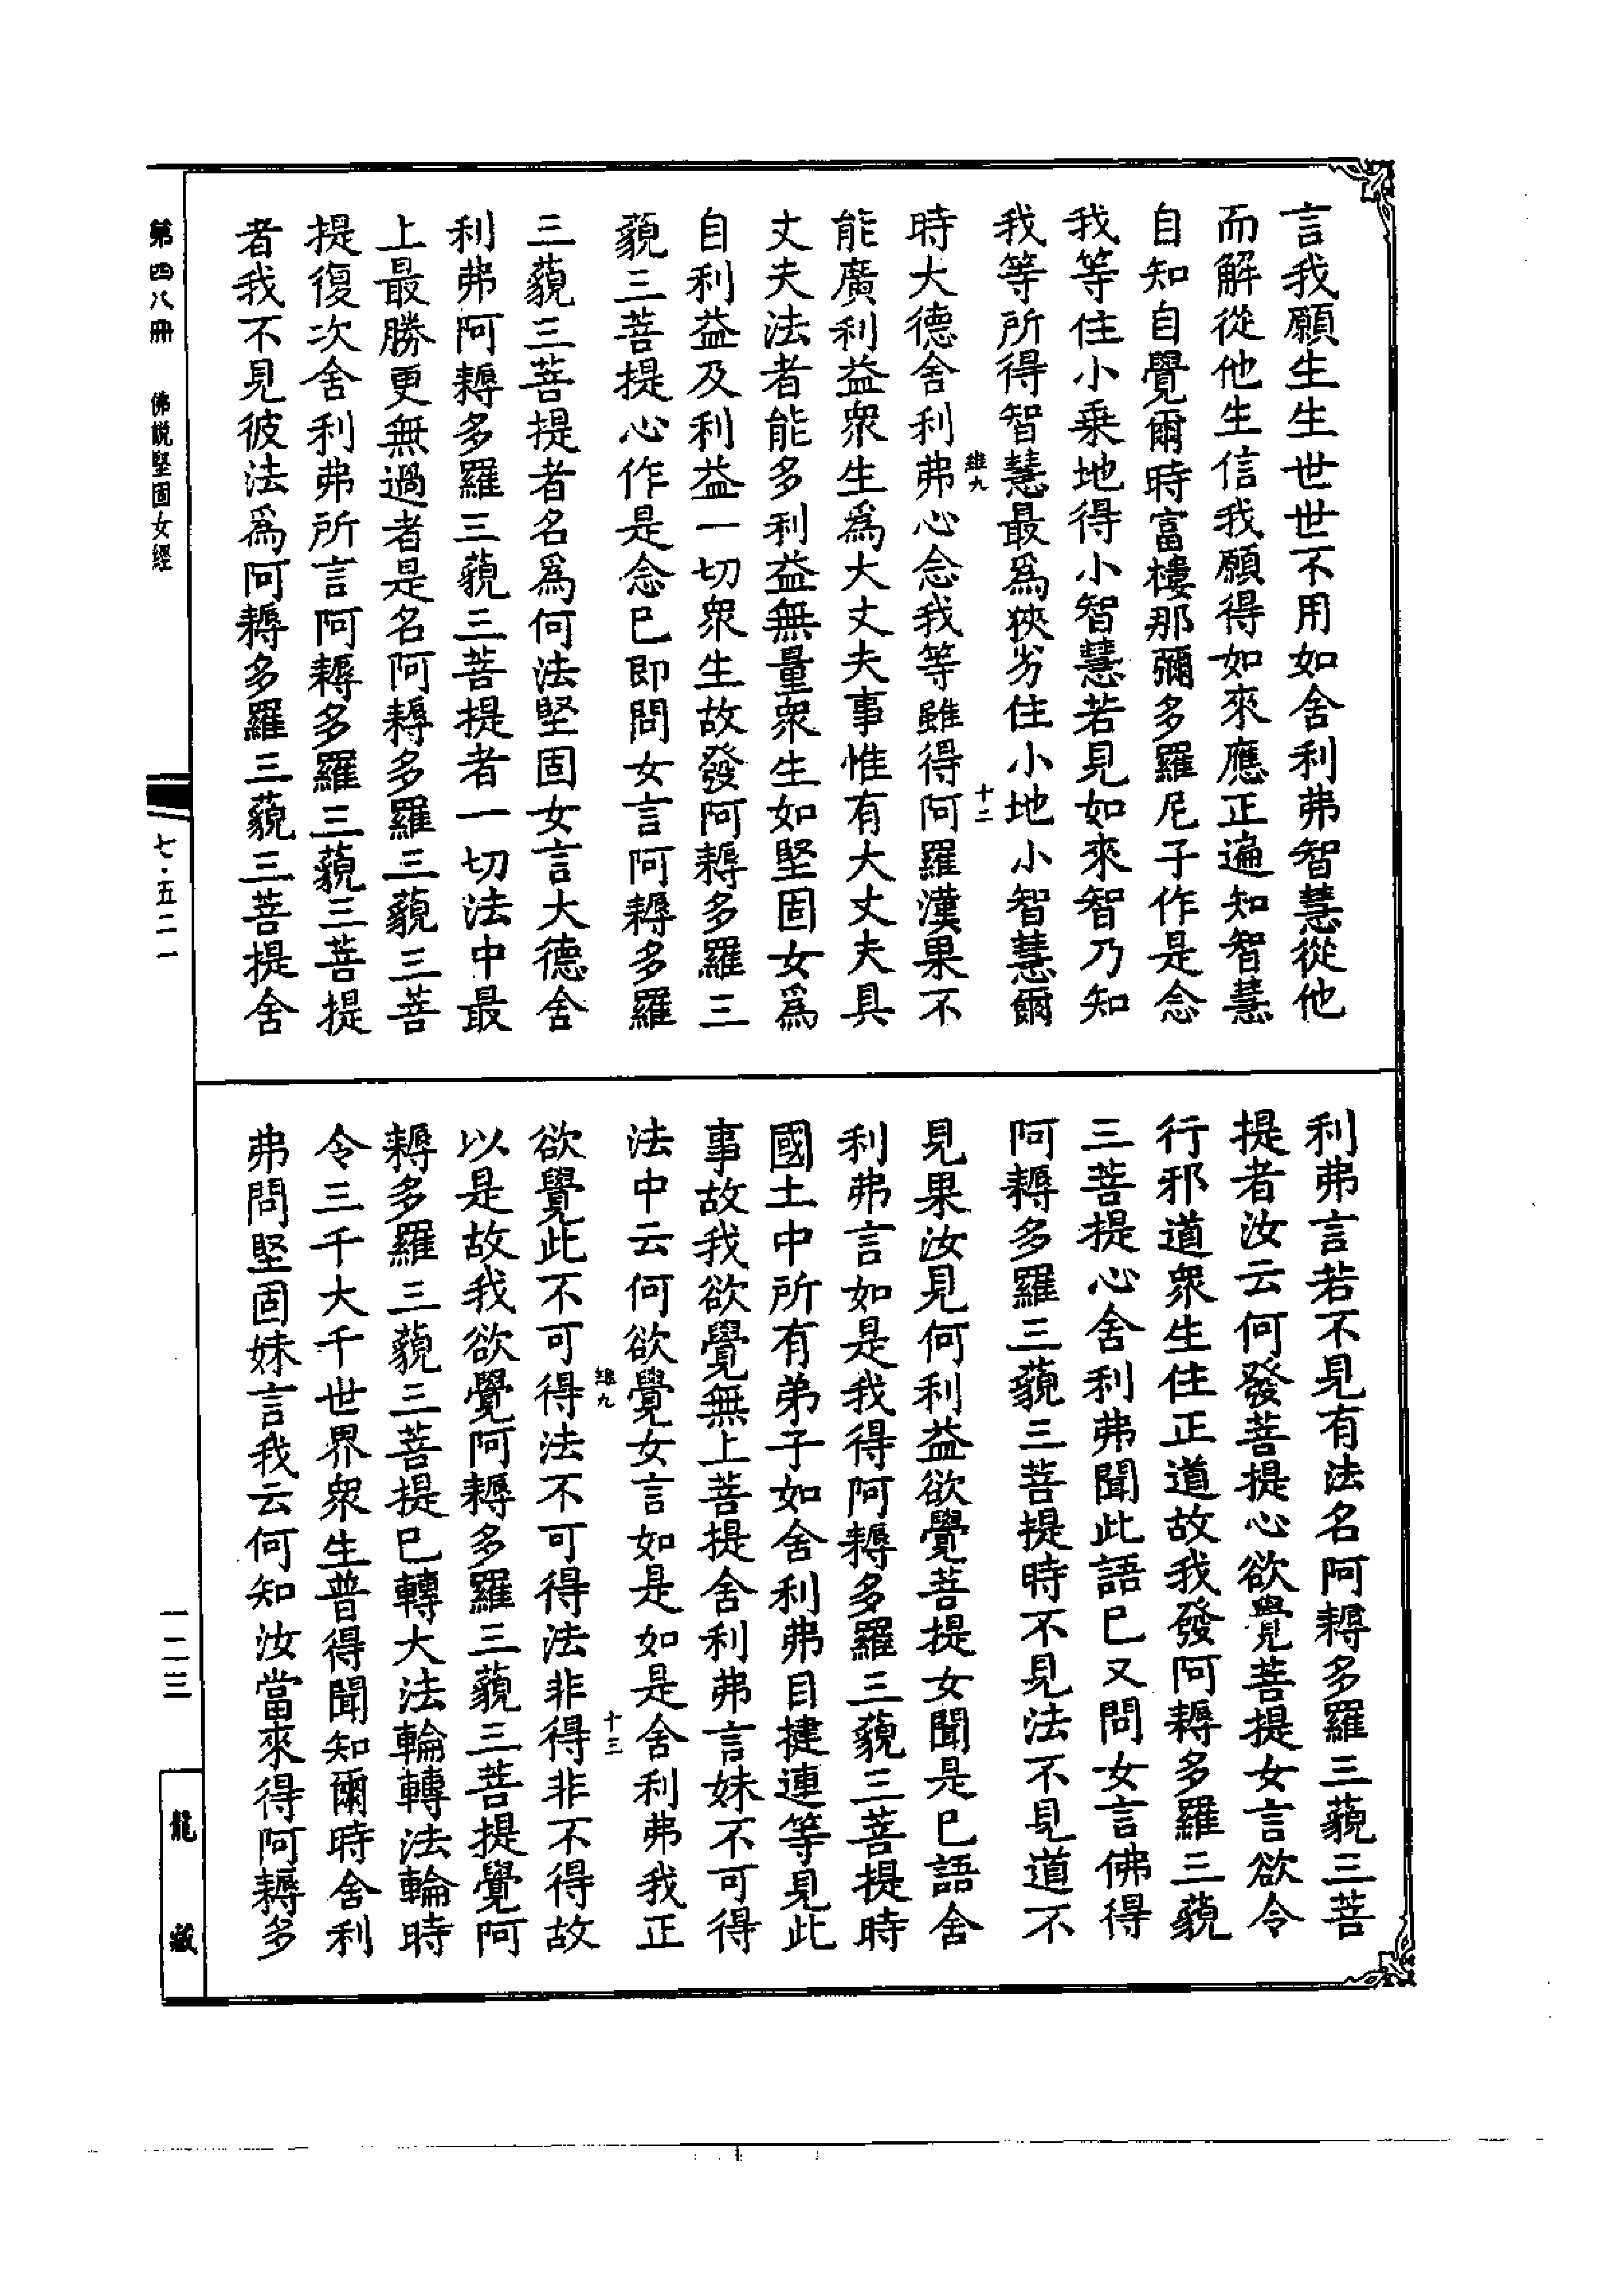 言我願生生世世不用如舍利弗智慧從他
而解從他生信我願得如來應正遍知智慧
自知自覺爾時富樓那彌多羅尼子作是念
我等住小乘地得小智慧若見如來智乃知
我等所得智慧最爲狹劣住小地小智慧爾
維九
十二
時大德舍利弗心念我等雖得阿羅漢果不
能廣利益衆生爲大丈夫事惟有大丈夫具
丈夫法者能多利益無量衆生如堅固女爲
自利益及利益一切衆生故發阿耨多羅三
藐三菩提心作是念已即問女言阿耨多羅
三藐三菩提者名爲何法堅固女言大德舍
利弗阿耨多羅三藐三菩提者一切法中最
上最勝更無過者是名阿耨多羅三藐三菩
提復次舍利弗所言阿耨多羅三藐三菩提
者我不見彼法爲阿耨多羅三藐三菩提舍
利弗言若不見有法名阿耨多羅三藐三菩
提者汝云何發菩提心欲覺菩提女言欲令
行邪道衆生住正道故我發阿耨多羅三藐
三菩提心舍利弗聞此語已又問女言佛得
阿耨多羅三藐三菩提時不見法不見道不
見果汝見何利益欲覺菩提女聞是已語舍
利弗言如是我得阿耨多羅三藐三菩提時
國土中所有弟子如舍利弗目揵連等見此
事故我欲覺無上菩提舍利弗言妹不可得
法中云何欲覺女言如是如是舍利弗我正
維九
十三
欲覺此不可得法不可得法非得非不得故
以是故我欲覺阿耨多羅三藐三菩提覺阿
耨多羅三藐三菩提已轉大法輪轉法輪時
令三千大千世界衆生普得聞知爾時舍利
弗問堅固妹言我云何知汝當來得阿耨多
第四八冊 佛説堅固女經
七·五二一
一二三
龍藏